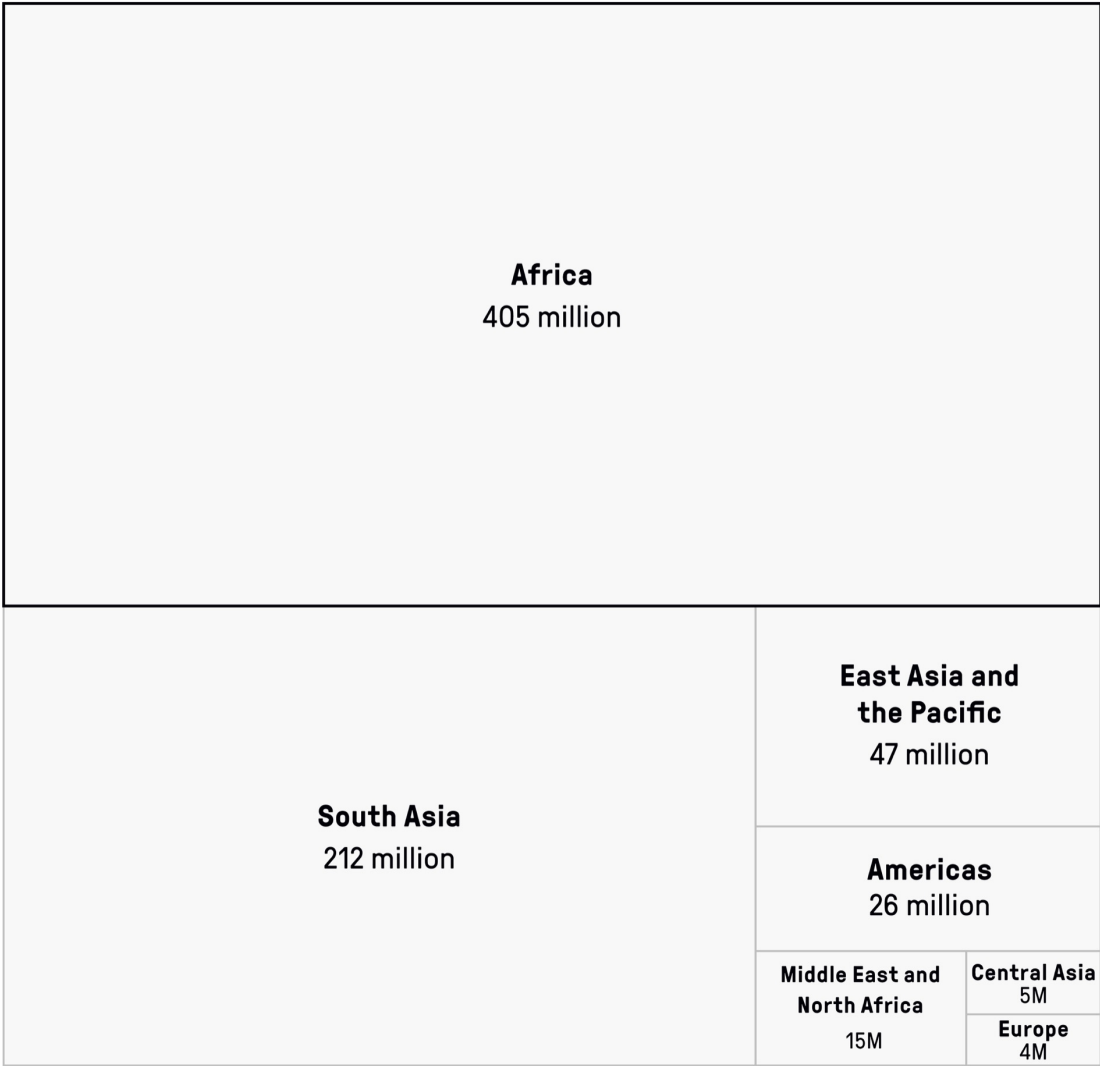 Africa
405 million
South Asia
212 million
East Asia and
the Pacific
47 million
Americas
26 million
Middle East and
North Africa
15M
Central Asia
5M
Europe
4M